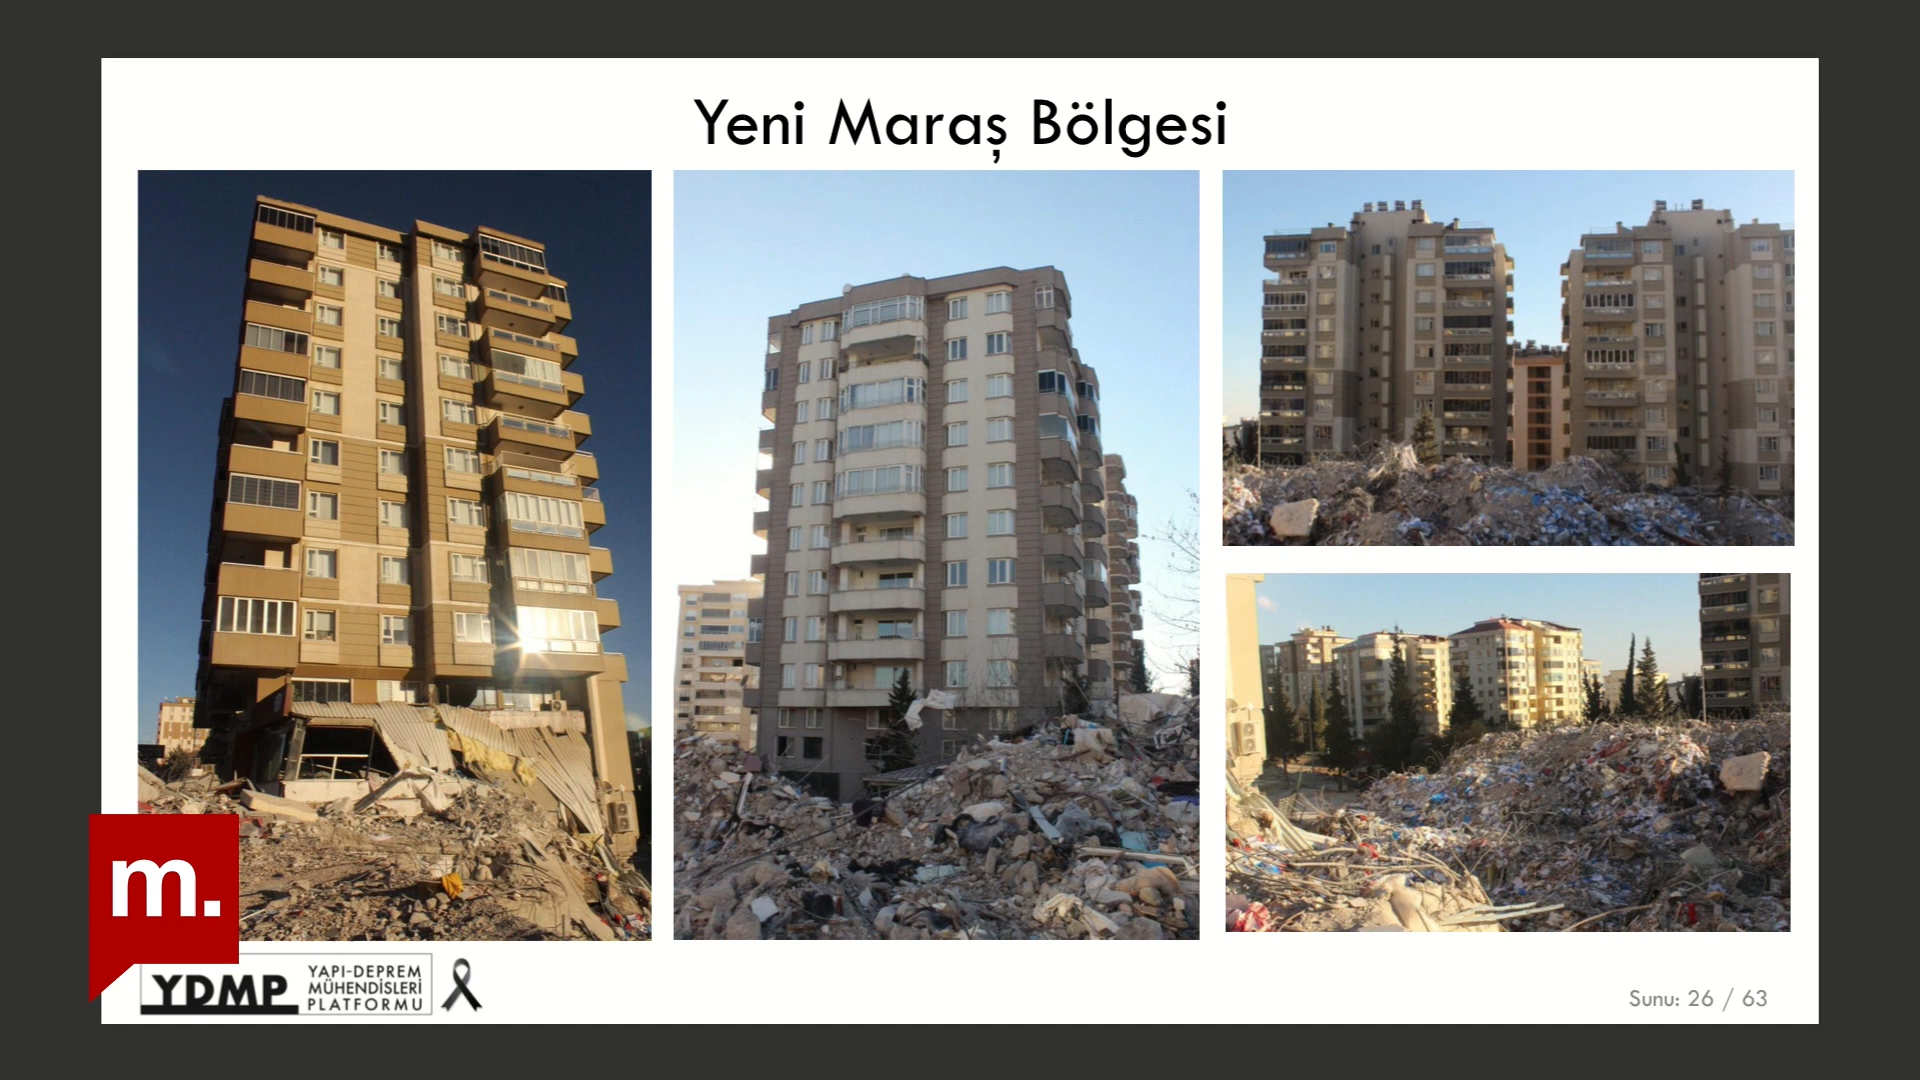 Yeni Maraş Bölgesi
m.
YDMP
YAPI-DEPREM
MÜHENDİSLERİ
PLATFORMU
Sunu: 26 / 63